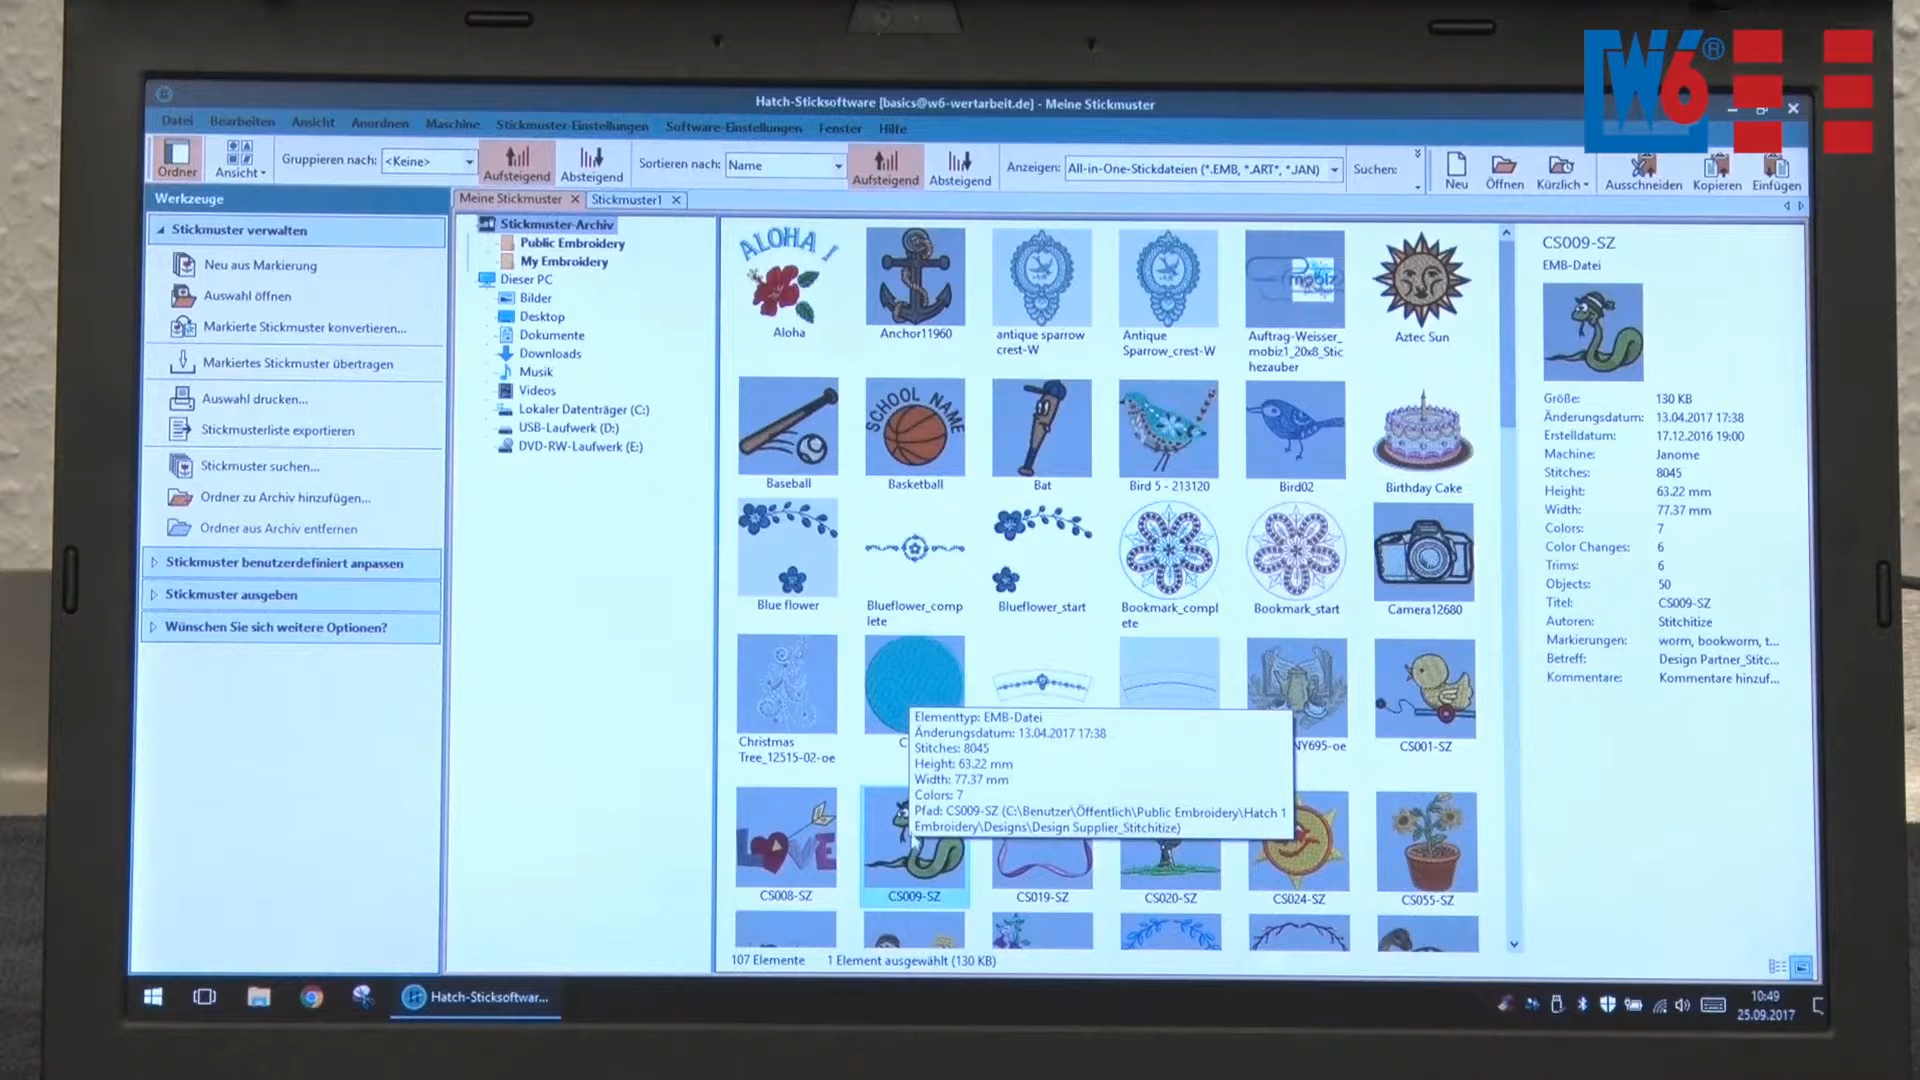 W6®
Hatch-Sticksoftware [basics@w6-wertarbeit.de] - Meine Stickmuster
Datei Bearbeiten Ansicht Anordnen Maschine Stickmuster-Einstellungen Software-Einstellungen Fenster Hilfe
Ordner Ansicht Gruppieren nach: <Keine> Aufsteigend Absteigend Sortieren nach: Name Aufsteigend Absteigend Anzeigen: All-in-One-Stickdateien (*.EMB, *.ART*, *.JAN) Suchen: Neu Öffnen Kürzlich Ausschneiden Kopieren Einfügen
Werkzeuge
Stickmuster verwalten
Neu aus Markierung
Auswahl öffnen
Markierte Stickmuster konvertieren...
Markiertes Stickmuster übertragen
Auswahl drucken...
Stickmusterliste exportieren
Stickmuster suchen...
Ordner zu Archiv hinzufügen...
Ordner aus Archiv entfernen
Stickmuster benutzerdefiniert anpassen
Stickmuster ausgeben
Wünschen Sie sich weitere Optionen?
Meine Stickmuster Stickmuster1
Stickmuster-Archiv
Public Embroidery
My Embroidery
Dieser PC
Bilder
Desktop
Dokumente
Downloads
Musik
Videos
Lokaler Datenträger (C:)
USB-Laufwerk (D:)
DVD-RW-Laufwerk (E:)
ALOHA
Aloha
Anchor11960
antique sparrow
crest-W
Antique
Sparrow_crest-W
mobiz
Auftrag-Weisser_
mobiz1_20x8_Stic
hezauber
Aztec Sun
Baseball
SCHOOL NAME
Basketball
Bat
Bird 5 - 213120
Bird02
Birthday Cake
Blue flower
Blueflower_comp
lete
Blueflower_start
Bookmark_compl
ete
Bookmark_start
Camera12680
Christmas
Tree_12515-02-oe
NY695-oe
CS001-SZ
Elementtyp: EMB-Datei
Änderungsdatum: 13.04.2017 17:38
Stitches: 8045
Height: 63.22 mm
Width: 77.37 mm
Colors: 7
Pfad: CS009-SZ (C:\Benutzer\Öffentlich\Public Embroidery\Hatch 1
Embroidery\Designs\Design Supplier_Stitchitize)
LOVE
CS008-SZ
CS009-SZ
CS019-SZ
CS020-SZ
CS024-SZ
CS055-SZ
107 Elemente 1 Element ausgewählt (130 KB)
CS009-SZ
EMB-Datei
Größe: 130 KB
Änderungsdatum: 13.04.2017 17:38
Erstelldatum: 17.12.2016 19:00
Machine: Janome
Stitches: 8045
Height: 63.22 mm
Width: 77.37 mm
Colors: 7
Color Changes: 6
Trims: 6
Objects: 50
Titel: CS009-SZ
Autoren: Stitchitize
Markierungen: worm, bookworm, t...
Betreff: Design Partner_Stitc...
Kommentare: Kommentare hinzuf...
Hatch-Sticksoftwar...
10:49
25.09.2017